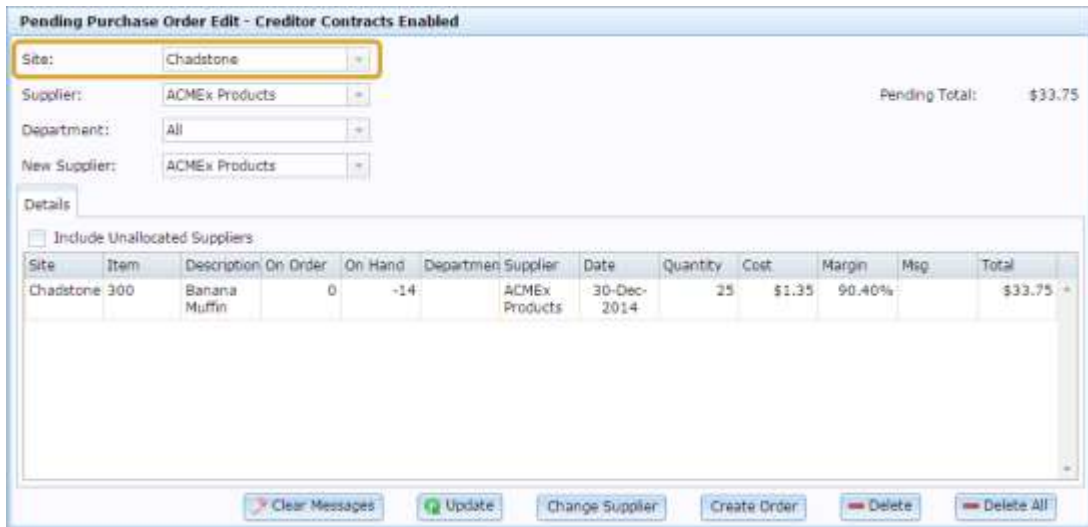 Pending Purchase Order Edit - Creditor Contracts Enabled
Site: Chadstone
Supplier: ACMEx Products Pending Total: $33.75
Department: All
New Supplier: ACMEx Products
Details
Include Unallocated Suppliers
Site Item Description On Order On Hand Departmen Supplier Date Quantity Cost Margin Msg Total
Chadstone 300 Banana 0 -14 ACMEx 30-Dec- 25 $1.35 90.40% $33.75
Muffin Products 2014
Clear Messages Update Change Supplier Create Order Delete Delete All